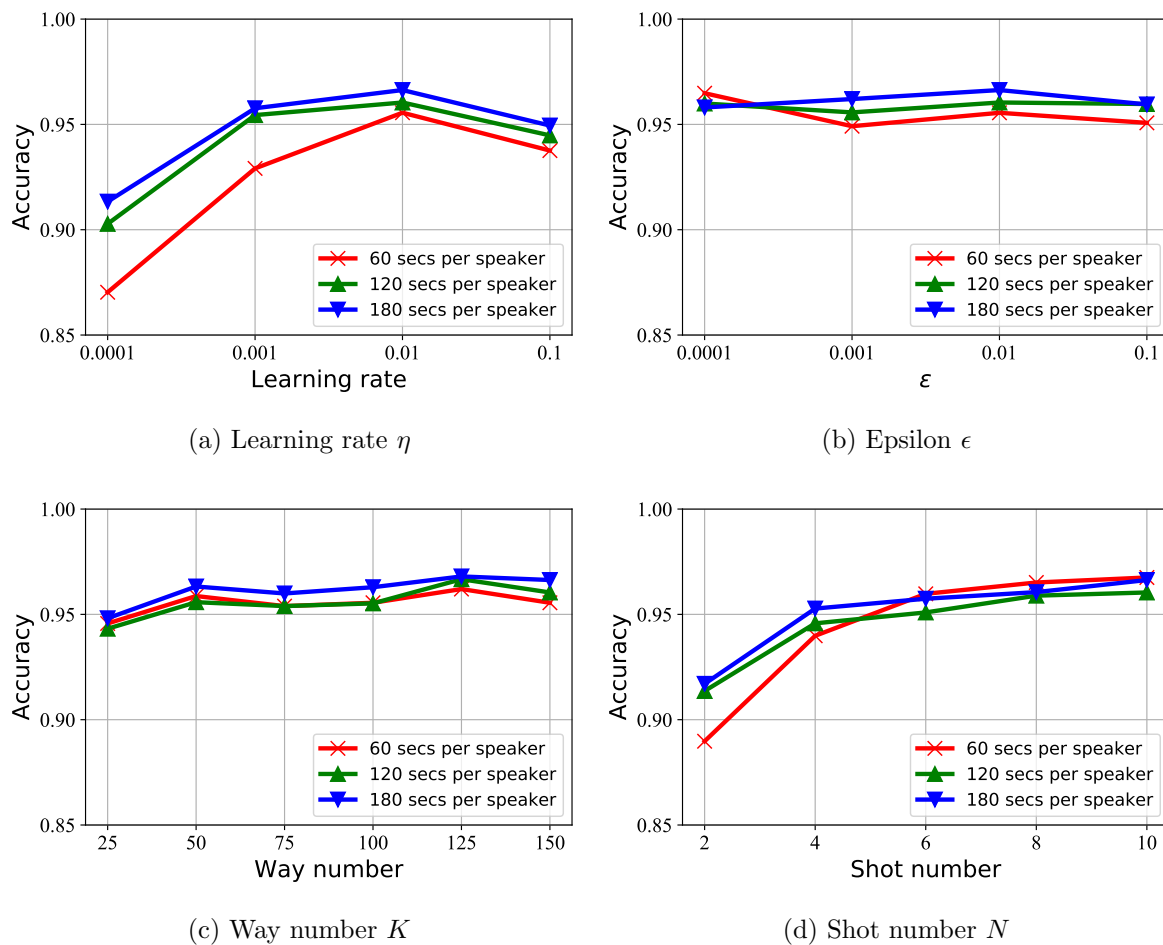 1.00
0.95
0.90
0.85
Accuracy
60 secs per speaker
120 secs per speaker
180 secs per speaker
0.0001 0.001 0.01 0.1
Learning rate
(a) Learning rate η
1.00
0.95
0.90
0.85
Accuracy
60 secs per speaker
120 secs per speaker
180 secs per speaker
0.0001 0.001 0.01 0.1
ε
(b) Epsilon ϵ
1.00
0.95
0.90
0.85
Accuracy
60 secs per speaker
120 secs per speaker
180 secs per speaker
25 50 75 100 125 150
Way number
(c) Way number K
1.00
0.95
0.90
0.85
Accuracy
60 secs per speaker
120 secs per speaker
180 secs per speaker
2 4 6 8 10
Shot number
(d) Shot number N